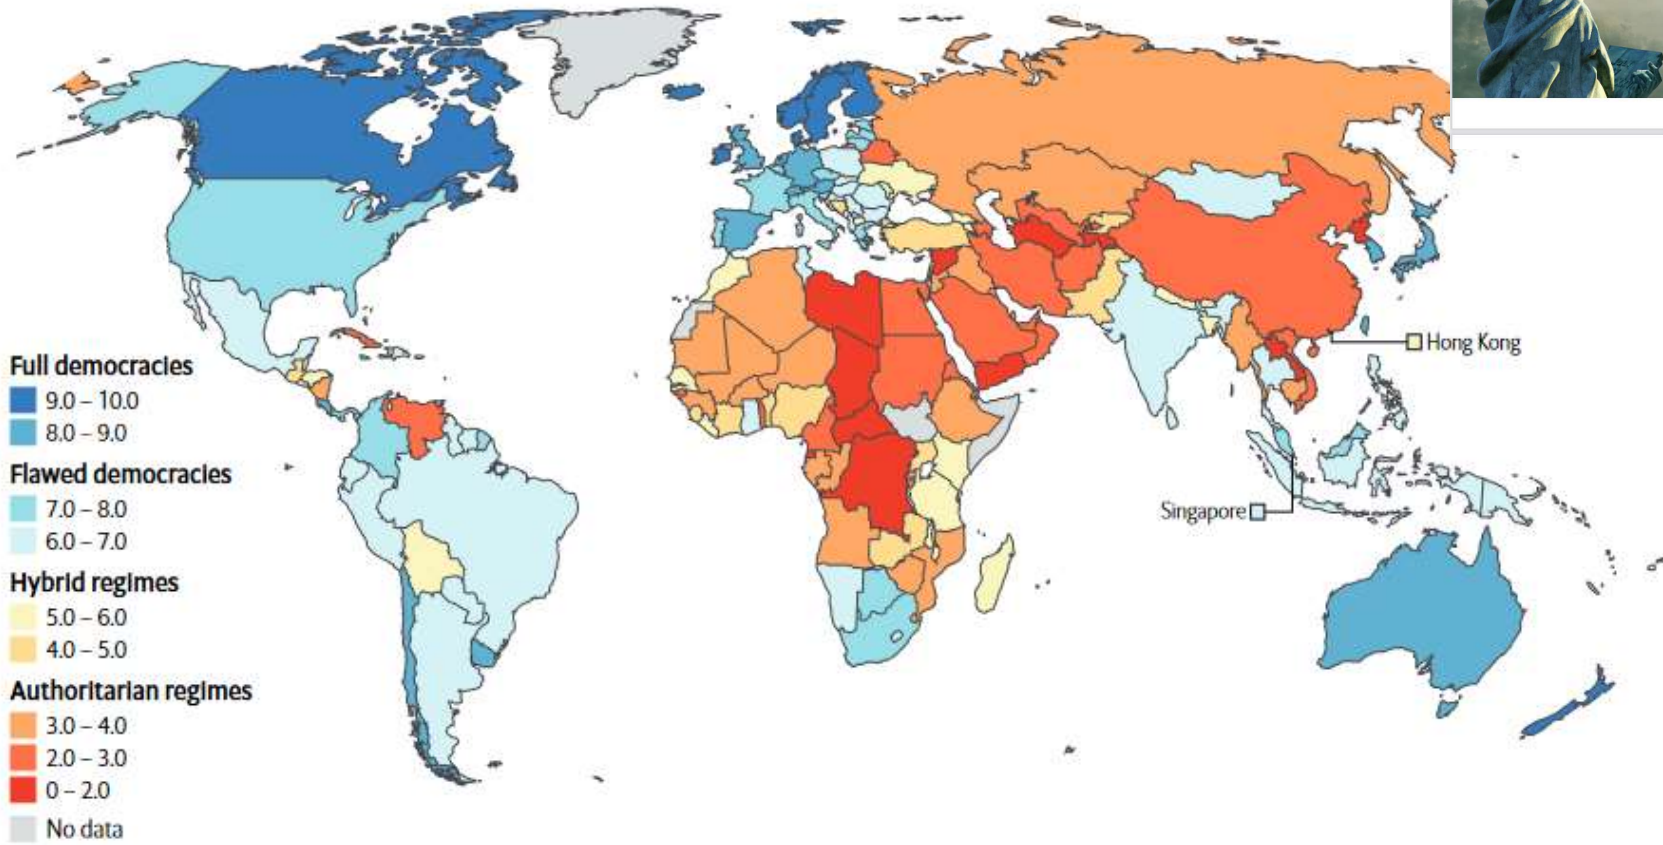 Full democracies
9.0 – 10.0
8.0 – 9.0
Flawed democracies
7.0 – 8.0
6.0 – 7.0
Hybrid regimes
5.0 – 6.0
4.0 – 5.0
Authoritarian regimes
3.0 – 4.0
2.0 – 3.0
0 – 2.0
No data
Hong Kong
Singapore